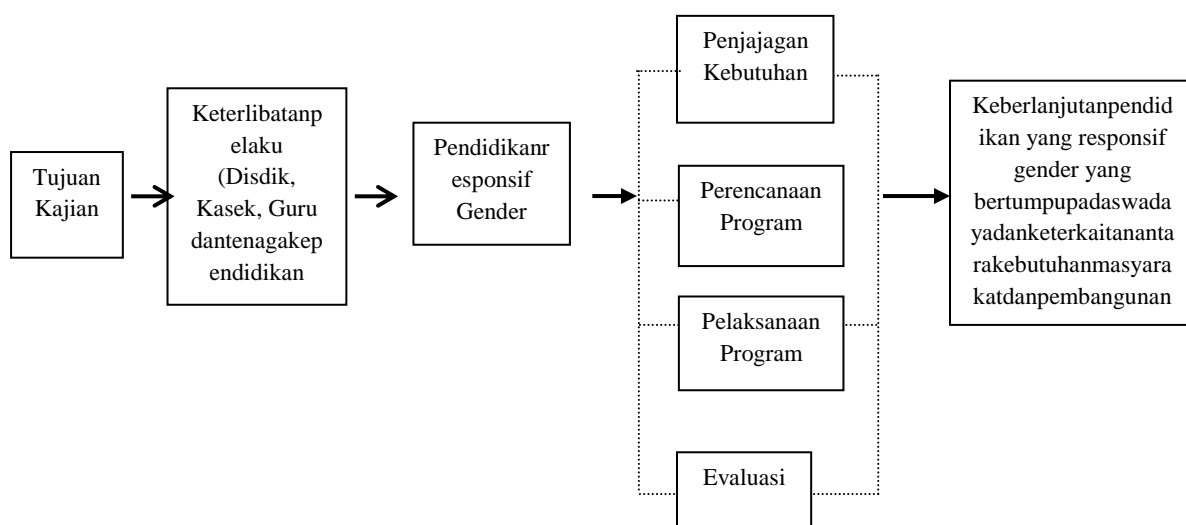 Tujuan
Kajian
Keterlibatanp
elaku
(Disdik,
Kasek, Guru
dantenagakep
endidikan
Pendidikanr
esponsif
Gender
Penjajagan
Kebutuhan
Perencanaan
Program
Pelaksanaan
Program
Evaluasi
Keberlanjutanpendid
ikan yang responsif
gender yang
bertumpupadaswada
yadanketerkaitananta
rakebutuhanmasyara
katdanpembangunan